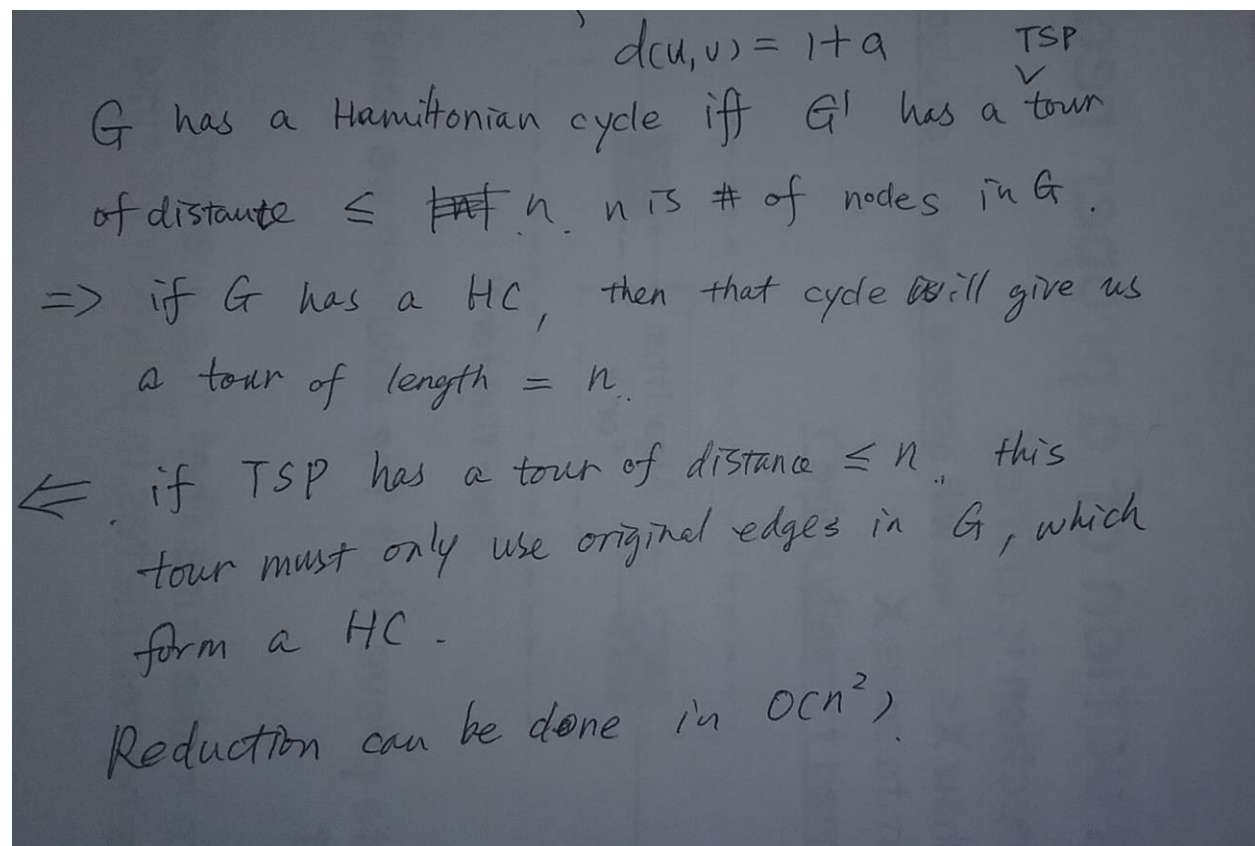 d(u,v) = 1+a TSP
G has a Hamiltonian cycle iff G' has a tour
of distante ≤ n. n is # of nodes in G.
=> if G has a HC, then that cycle will give us
a tour of length = n.
⇐ if TSP has a tour of distance ≤ n, this
tour must only use original edges in G, which
form a HC.
Reduction can be done in O(n²).